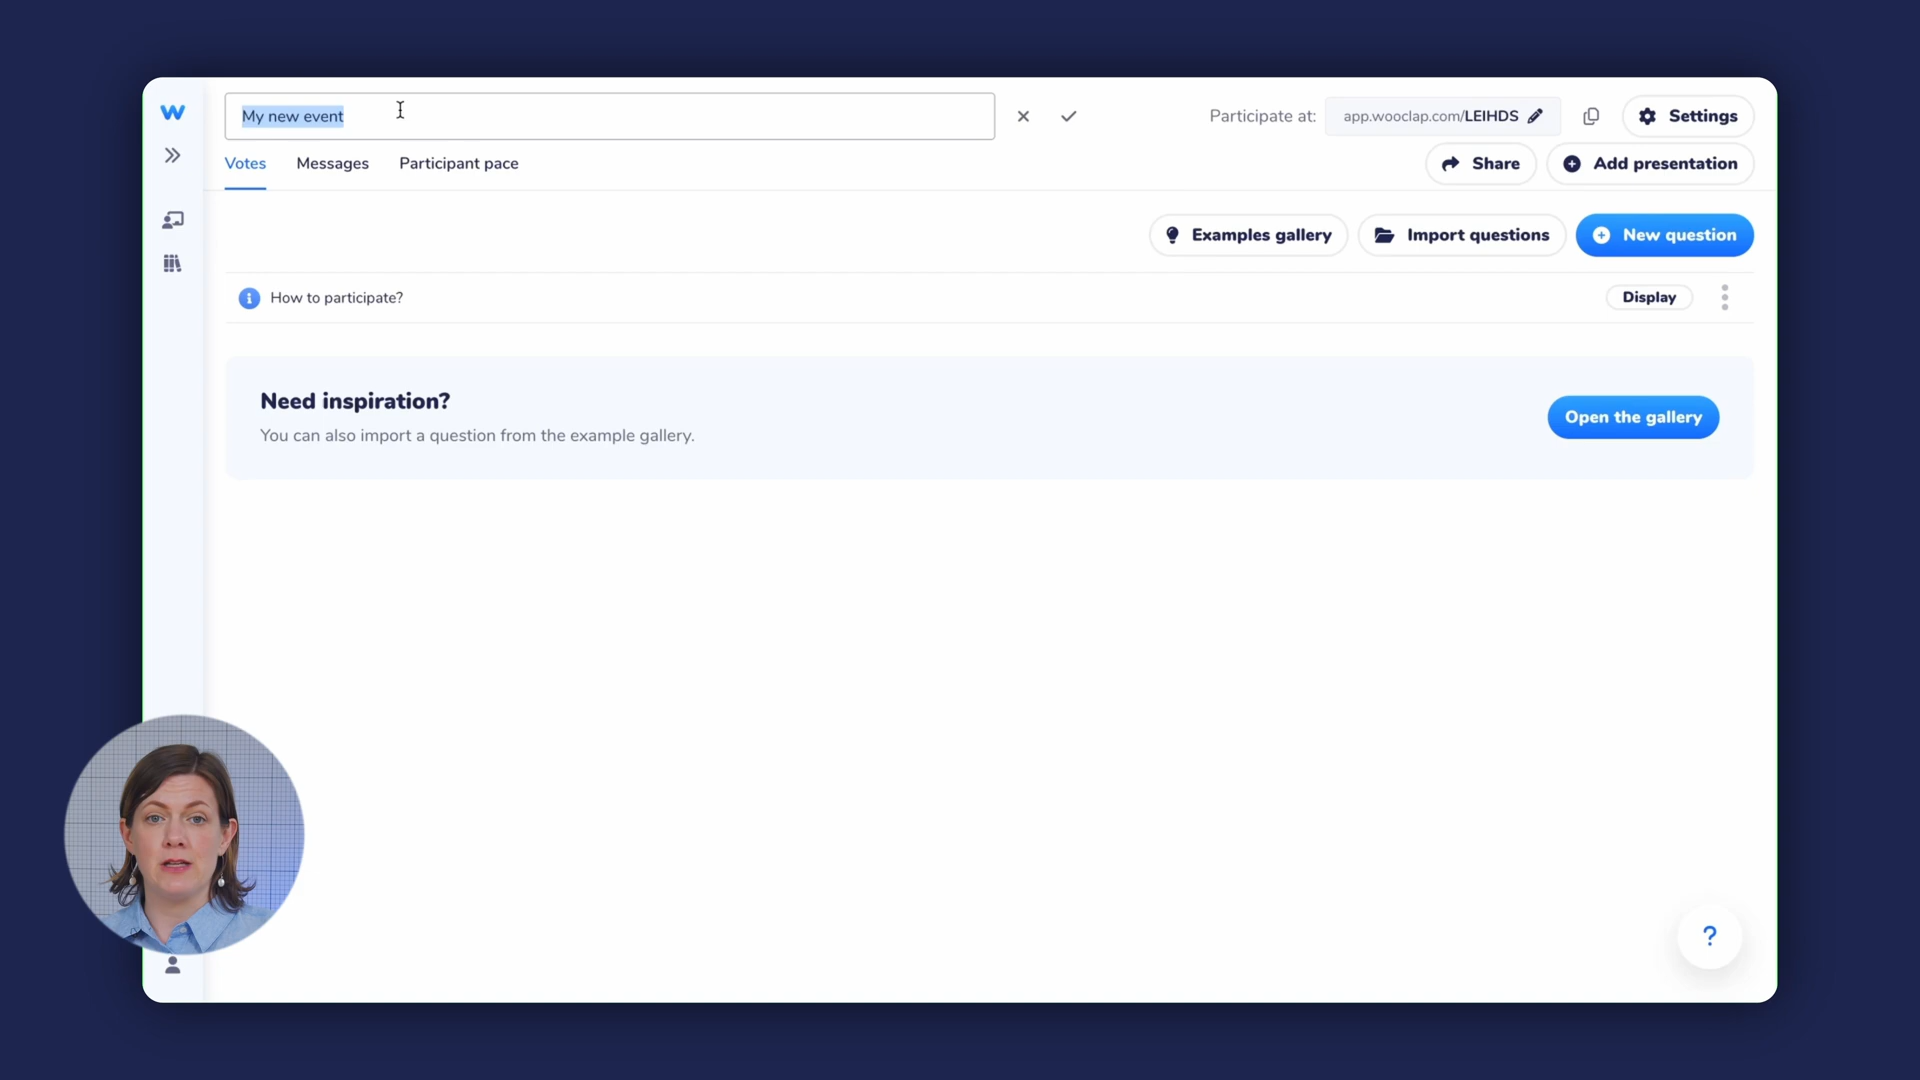 My new event
Participate at:
app.wooclap.com/LEIHDS
Settings
Votes
Messages
Participant pace
Share
Add presentation
Examples gallery
Import questions
New question
How to participate?
Display
Need inspiration?
You can also import a question from the example gallery.
Open the gallery
?